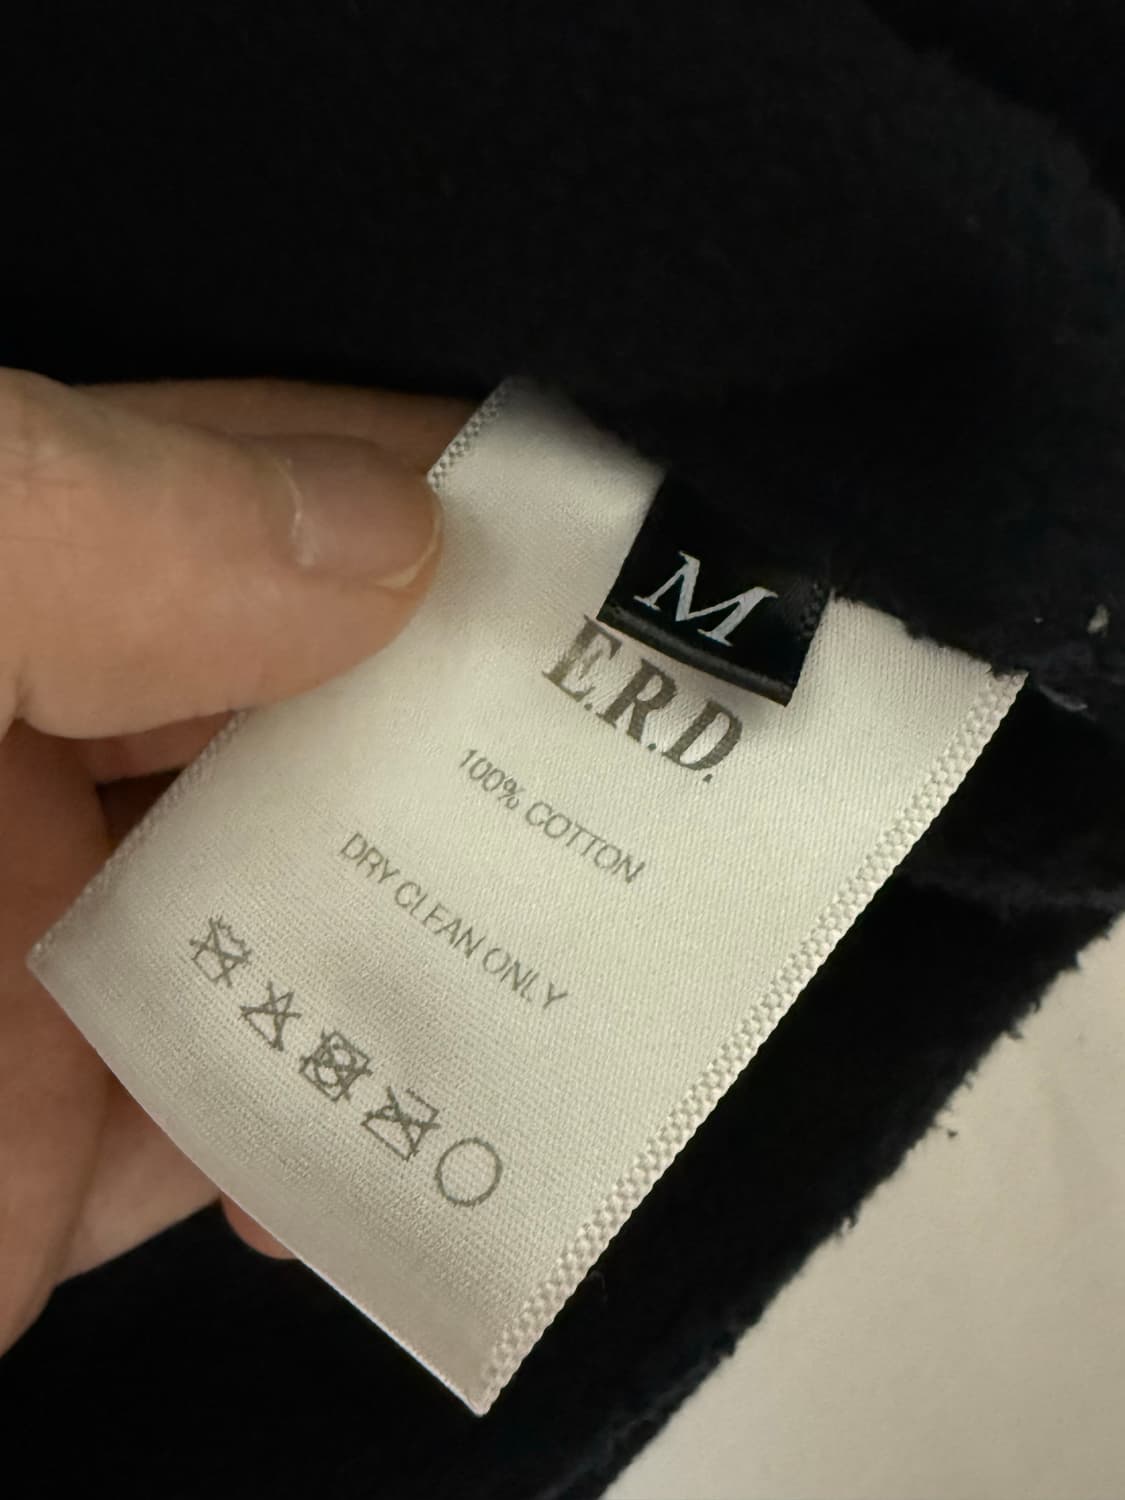 M
E.R.D.
100% COTTON
DRY CLEAN ONLY